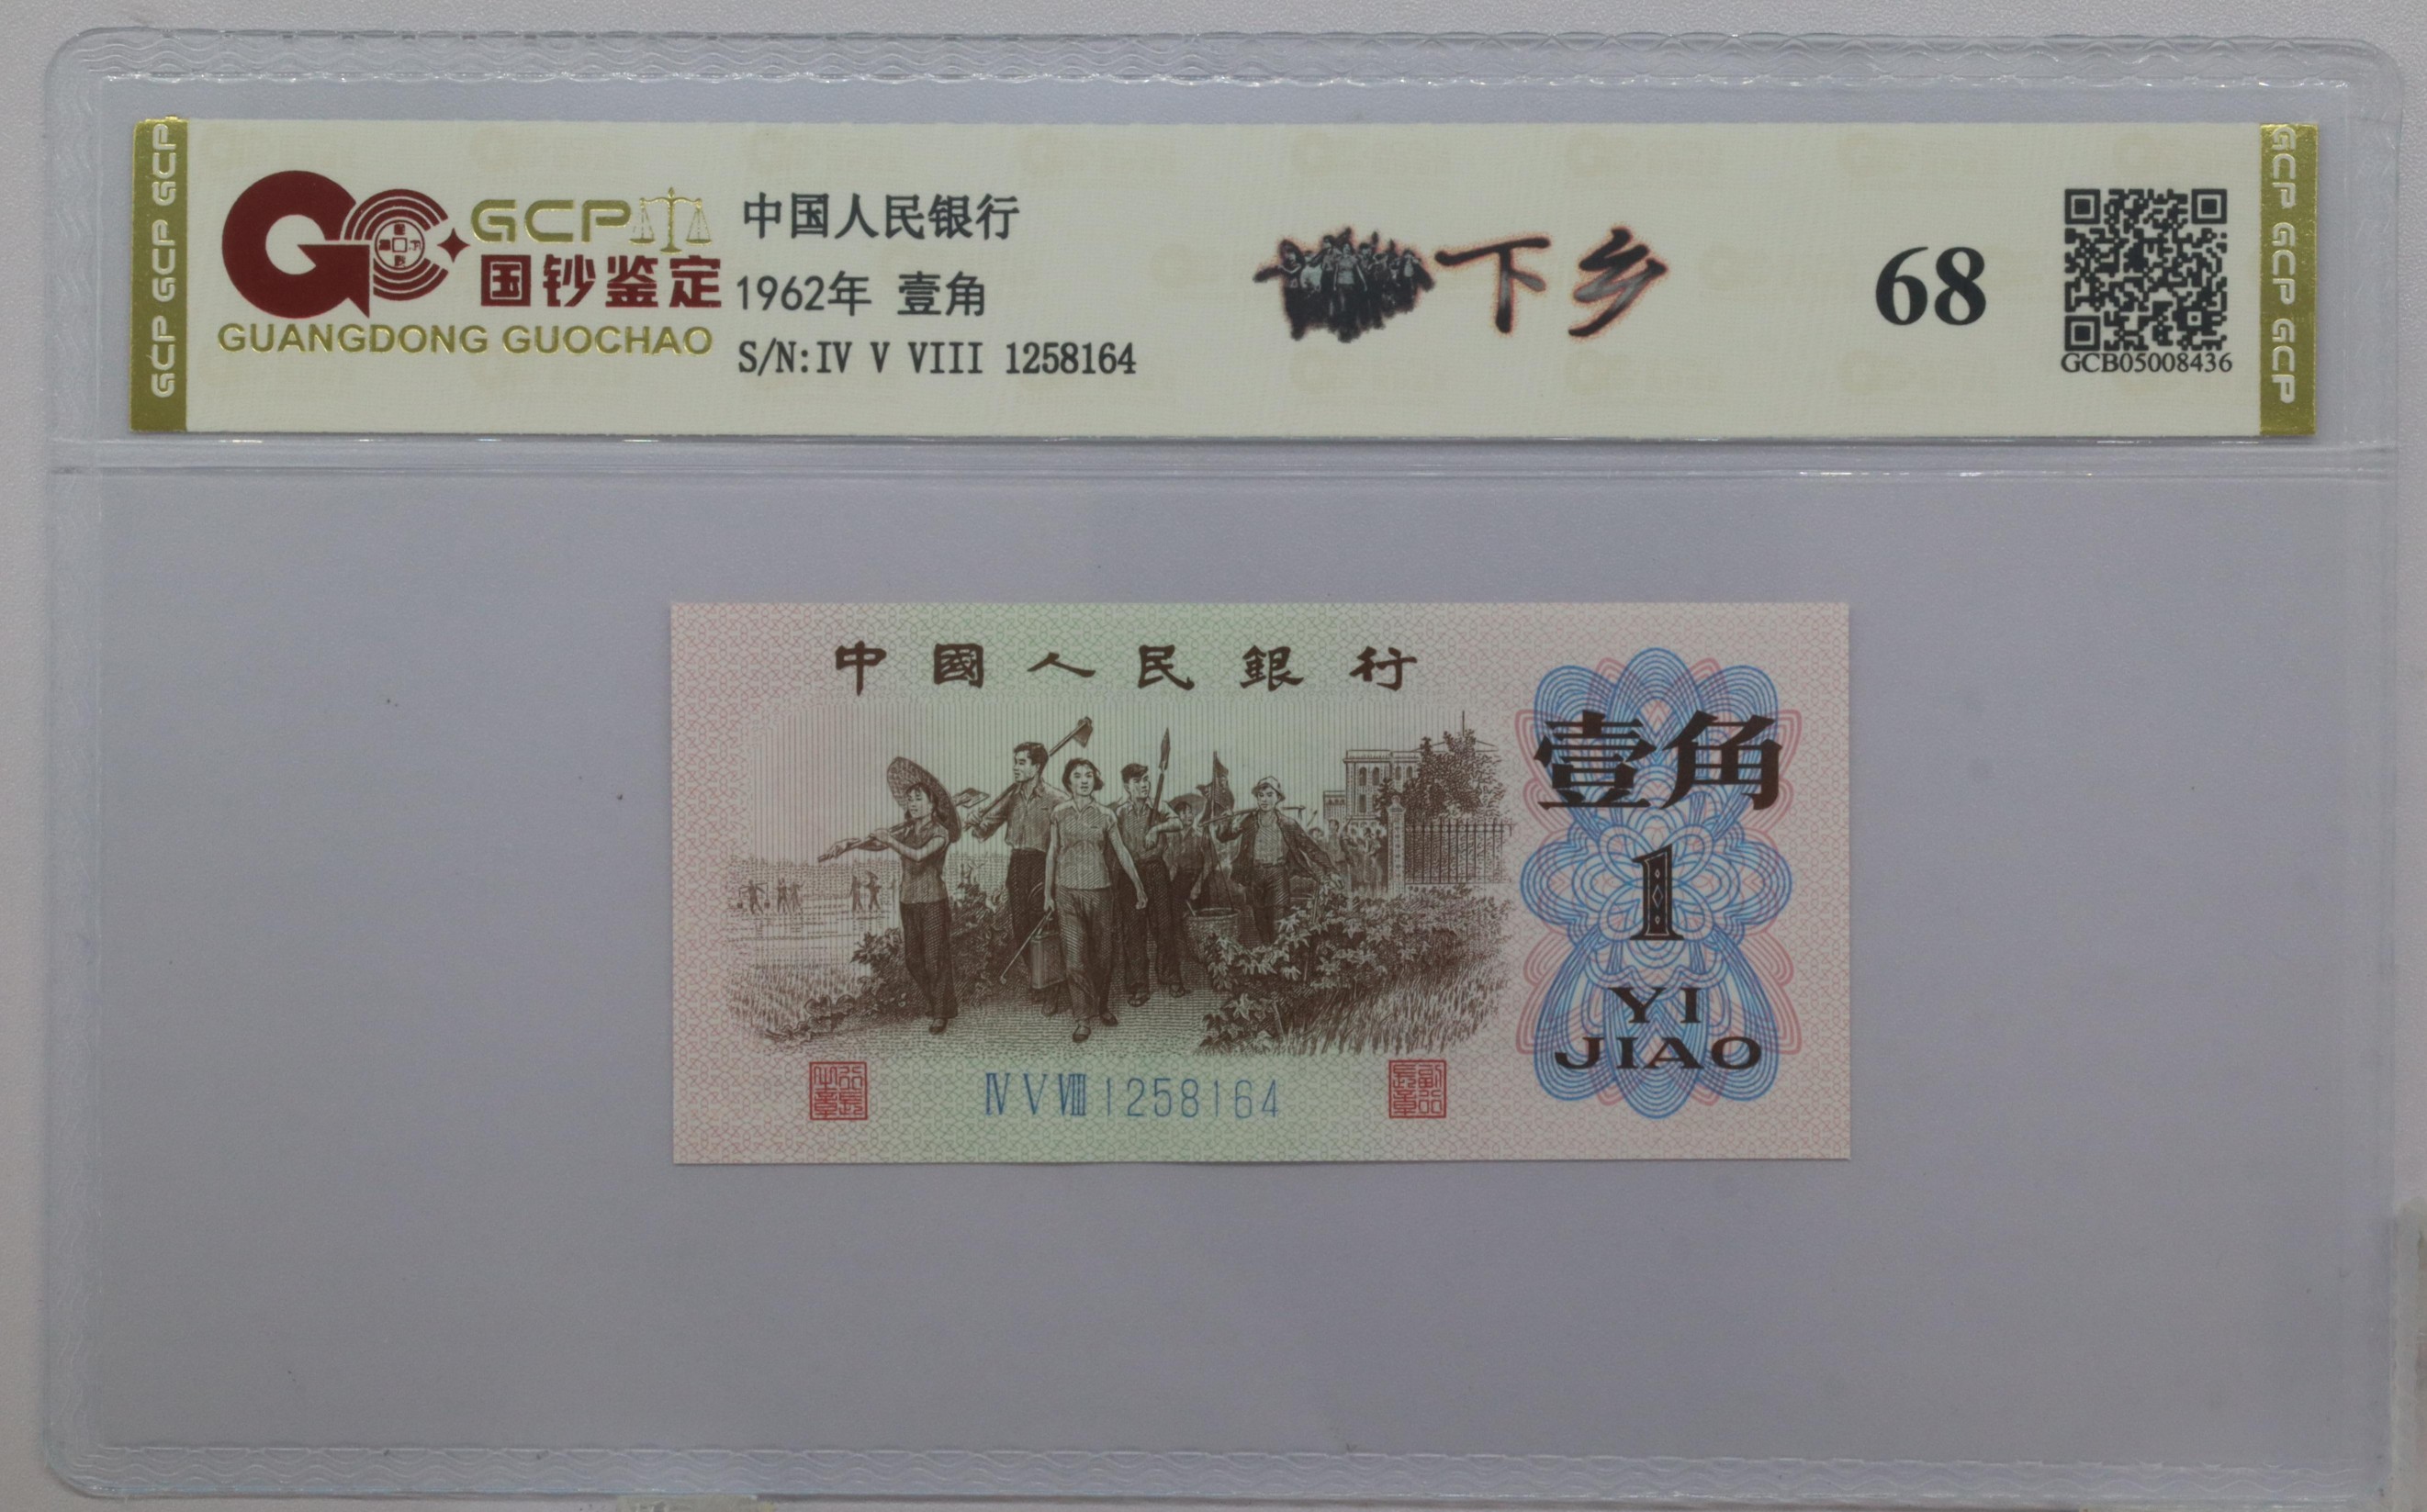 GCP GCP GCP
GCP
国钞鉴定
GUANGDONG GUOCHAO
中国人民银行
1962年 壹角
S/N:IV V VIII 1258164
下乡
68
GCB05008436
GCP GCP GCP
中國人民銀行
壹角
1
YI
JIAO
ⅣⅤⅧ1258164